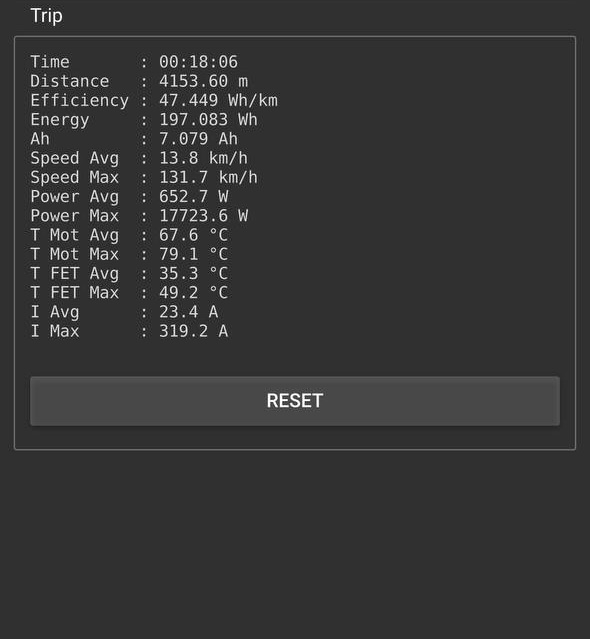 Trip
Time       : 00:18:06
Distance   : 4153.60 m
Efficiency : 47.449 Wh/km
Energy     : 197.083 Wh
Ah         : 7.079 Ah
Speed Avg  : 13.8 km/h
Speed Max  : 131.7 km/h
Power Avg  : 652.7 W
Power Max  : 17723.6 W
T Mot Avg  : 67.6 °C
T Mot Max  : 79.1 °C
T FET Avg  : 35.3 °C
T FET Max  : 49.2 °C
I Avg      : 23.4 A
I Max      : 319.2 A
RESET